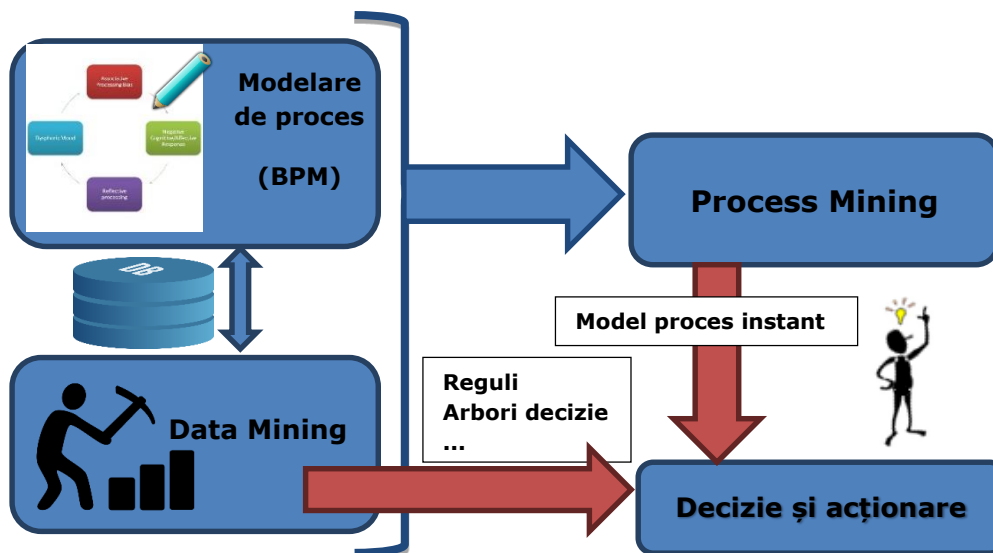 Modelare
de proces
(BPM)
Reflective
processing
DB
Data Mining
Process Mining
Model proces instant
Reguli
Arbori decizie
...
Decizie și acționare